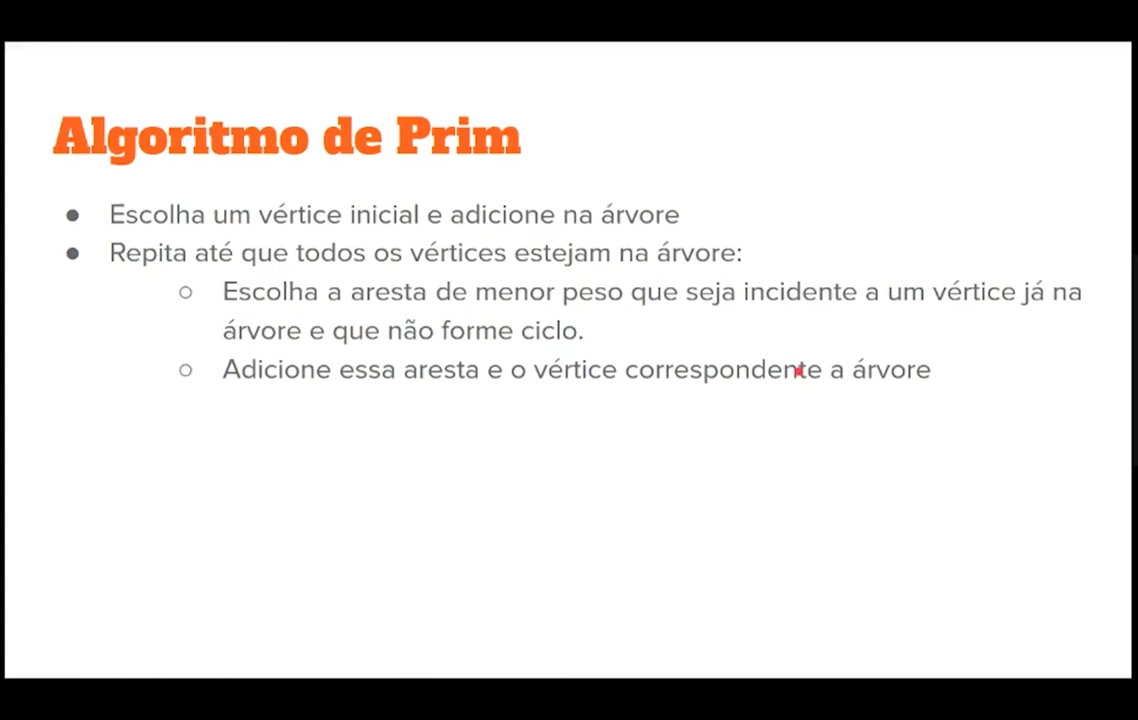 Algoritmo de Prim
● Escolha um vértice inicial e adicione na árvore
● Repita até que todos os vértices estejam na árvore:
○ Escolha a aresta de menor peso que seja incidente a um vértice já na
árvore e que não forme ciclo.
○ Adicione essa aresta e o vértice correspondente a árvore